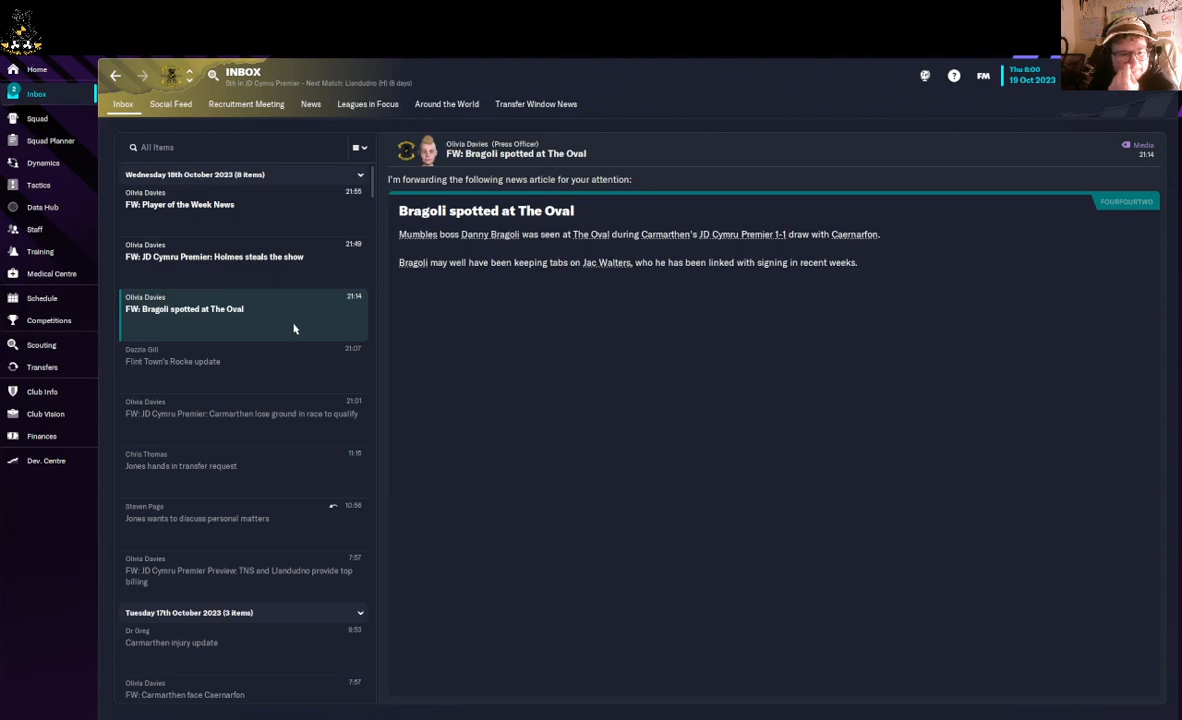 INBOX
5th in JD Cymru Premier - Next Match: Llandudno (H) (8 days)
FM
Thu 8:00
19 Oct 2023
Home
2
Inbox
Squad
Squad Planner
Dynamics
Tactics
Data Hub
Staff
Training
Medical Centre
Schedule
Competitions
Scouting
Transfers
Club Info
Club Vision
Finances
Dev. Centre
Inbox Social Feed Recruitment Meeting News Leagues in Focus Around the World Transfer Window News
All Items
Wednesday 18th October 2023 (8 items)
Olivia Davies 21:55
FW: Player of the Week News
Olivia Davies 21:49
FW: JD Cymru Premier: Holmes steals the show
Olivia Davies 21:14
FW: Bragoli spotted at The Oval
Dazzla Gill 21:07
Flint Town's Rocke update
Olivia Davies 21:01
FW: JD Cymru Premier: Carmarthen lose ground in race to qualify
Chris Thomas 11:15
Jones hands in transfer request
Steven Page 10:56
Jones wants to discuss personal matters
Olivia Davies 7:57
FW: JD Cymru Premier Preview: TNS and Llandudno provide top
billing
Tuesday 17th October 2023 (3 items)
Dr Greg 9:53
Carmarthen injury update
Olivia Davies 7:57
FW: Carmarthen face Caernarfon
Olivia Davies (Press Officer)
FW: Bragoli spotted at The Oval
Media
21:14
I'm forwarding the following news article for your attention:
FOURFOURTWO
Bragoli spotted at The Oval
Mumbles boss Danny Bragoli was seen at The Oval during Carmarthen's JD Cymru Premier 1-1 draw with Caernarfon.
Bragoli may well have been keeping tabs on Jac Walters, who he has been linked with signing in recent weeks.